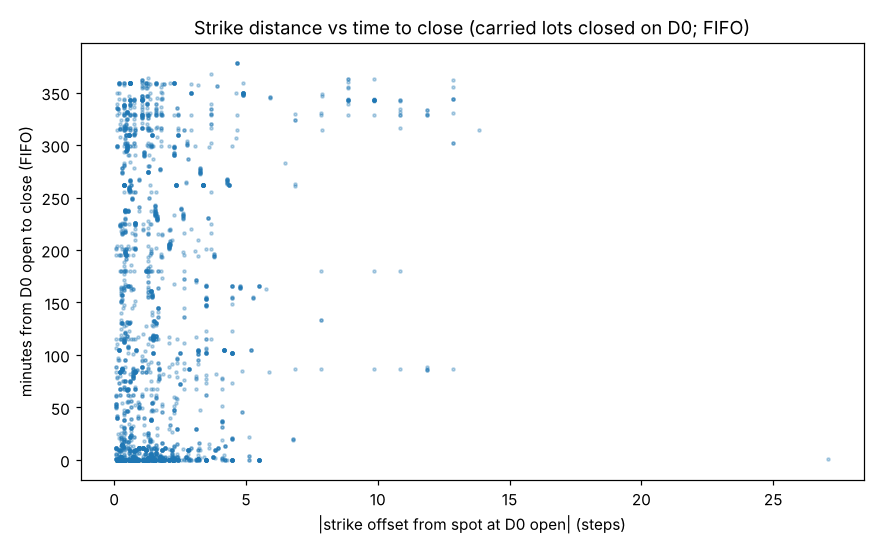 Strike distance vs time to close (carried lots closed on D0; FIFO)
minutes from D0 open to close (FIFO)
350
300
250
200
150
100
50
0
0 5 10 15 20 25
|strike offset from spot at D0 open| (steps)